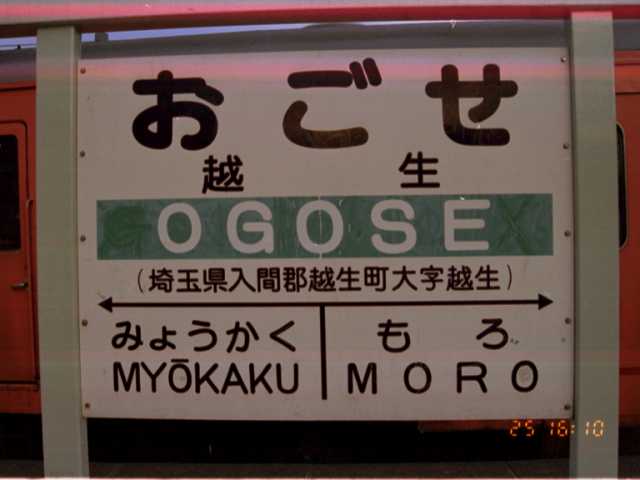 おごせ
越生
OGOSE
(埼玉県入間郡越生町大字越生)
みょうかく もろ
MYŌKAKU MORO
25 16:10